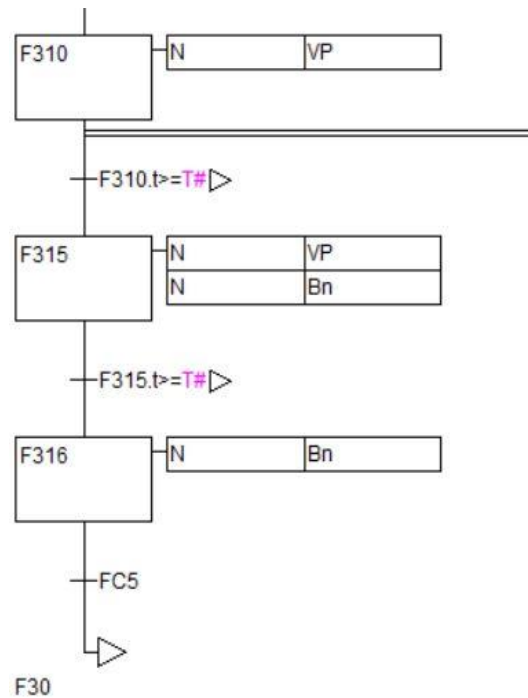 F310 N VP
F310.t>=T#
F315 N VP
N Bn
F315.t>=T#
F316 N Bn
FC5
F30